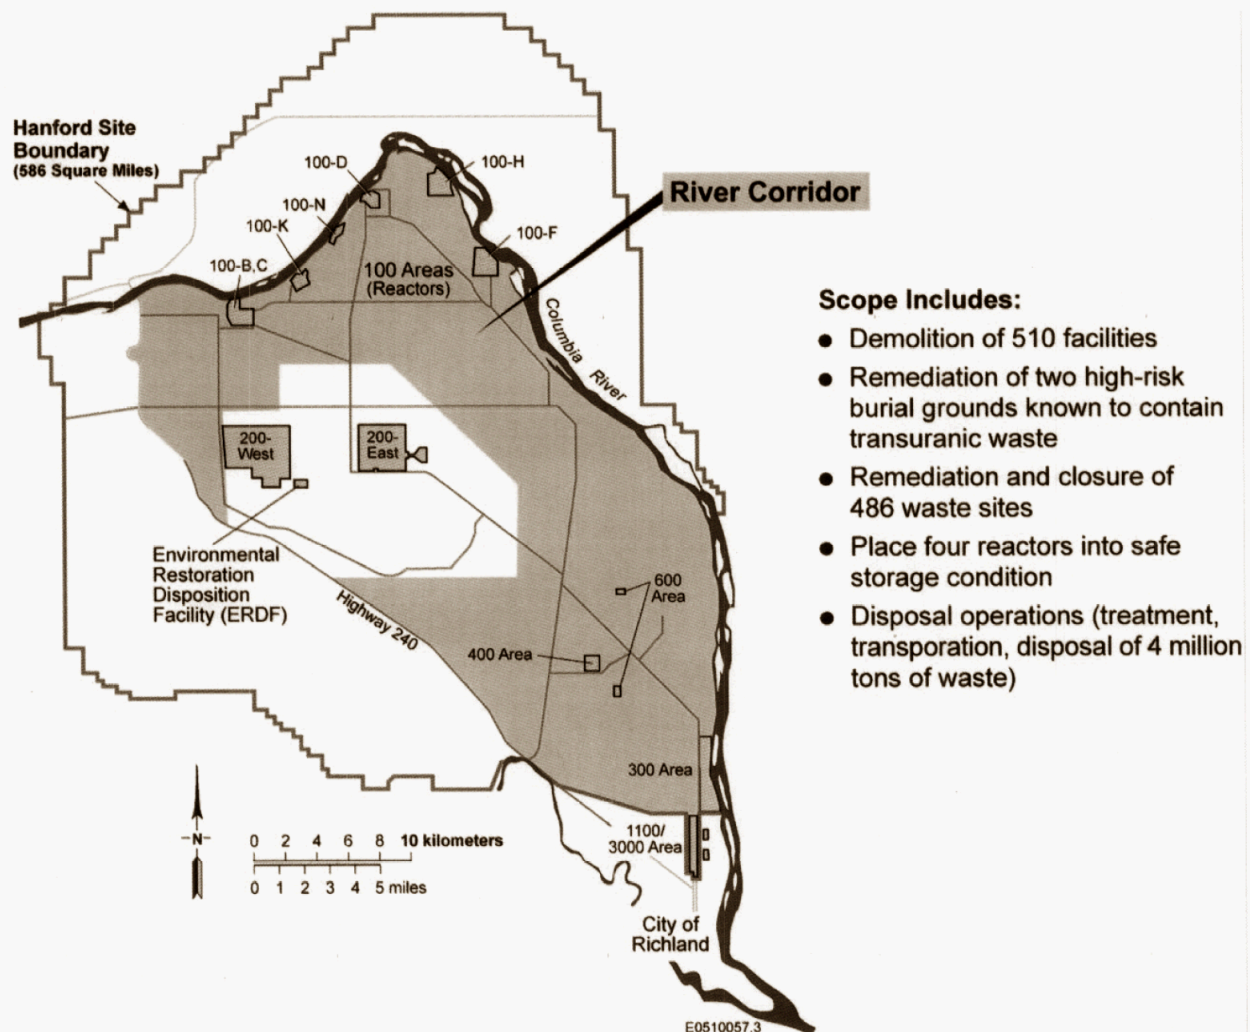 Hanford Site
Boundary
(586 Square Miles)
100-D
100-H
River Corridor
100-N
100-K
100-F
100-B,C
100 Areas
(Reactors)
Columbia
River
Scope Includes:
● Demolition of 510 facilities
● Remediation of two high-risk
burial grounds known to contain
transuranic waste
● Remediation and closure of
486 waste sites
● Place four reactors into safe
storage condition
● Disposal operations (treatment,
transporation, disposal of 4 million
tons of waste)
200-
West
200-
East
Environmental
Restoration
Disposition
Facility (ERDF)
Highway 240
600
Area
400 Area
300 Area
1100/
3000 Area
City of
Richland
N
0 2 4 6 8 10 kilometers
0 1 2 3 4 5 miles
E0510057.3